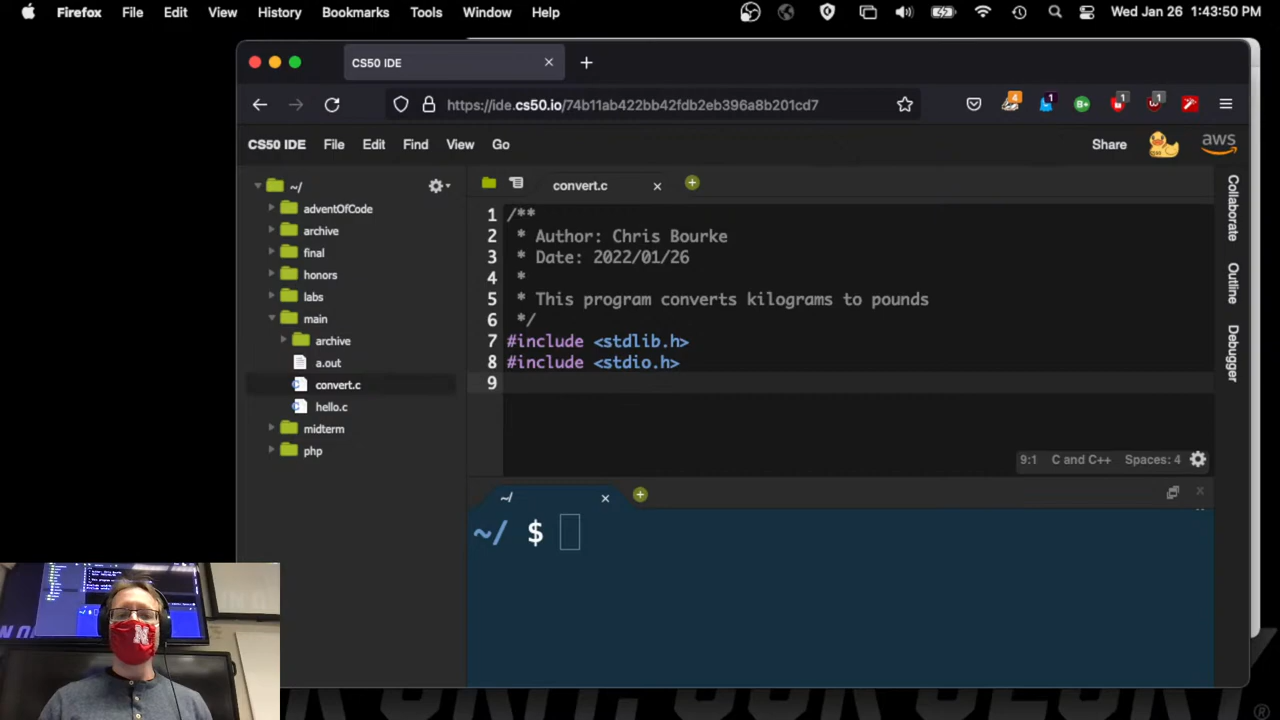 Firefox File Edit View History Bookmarks Tools Window Help Wed Jan 26 1:43:50 PM
CS50 IDE
https://ide.cs50.io/74b11ab422bb42fdb2eb396a8b201cd7
4 1 B+ 1 1
CS50 IDE File Edit Find View Go Share aws
~/
adventOfCode
archive
final
honors
labs
main
archive
a.out
convert.c
hello.c
midterm
php
convert.c
1 /**
2  * Author: Chris Bourke
3  * Date: 2022/01/26
4  *
5  * This program converts kilograms to pounds
6  */
7 #include <stdlib.h>
8 #include <stdio.h>
9
9:1 C and C++ Spaces: 4
Collaborate
Outline
Debugger
~/
~/ $
N